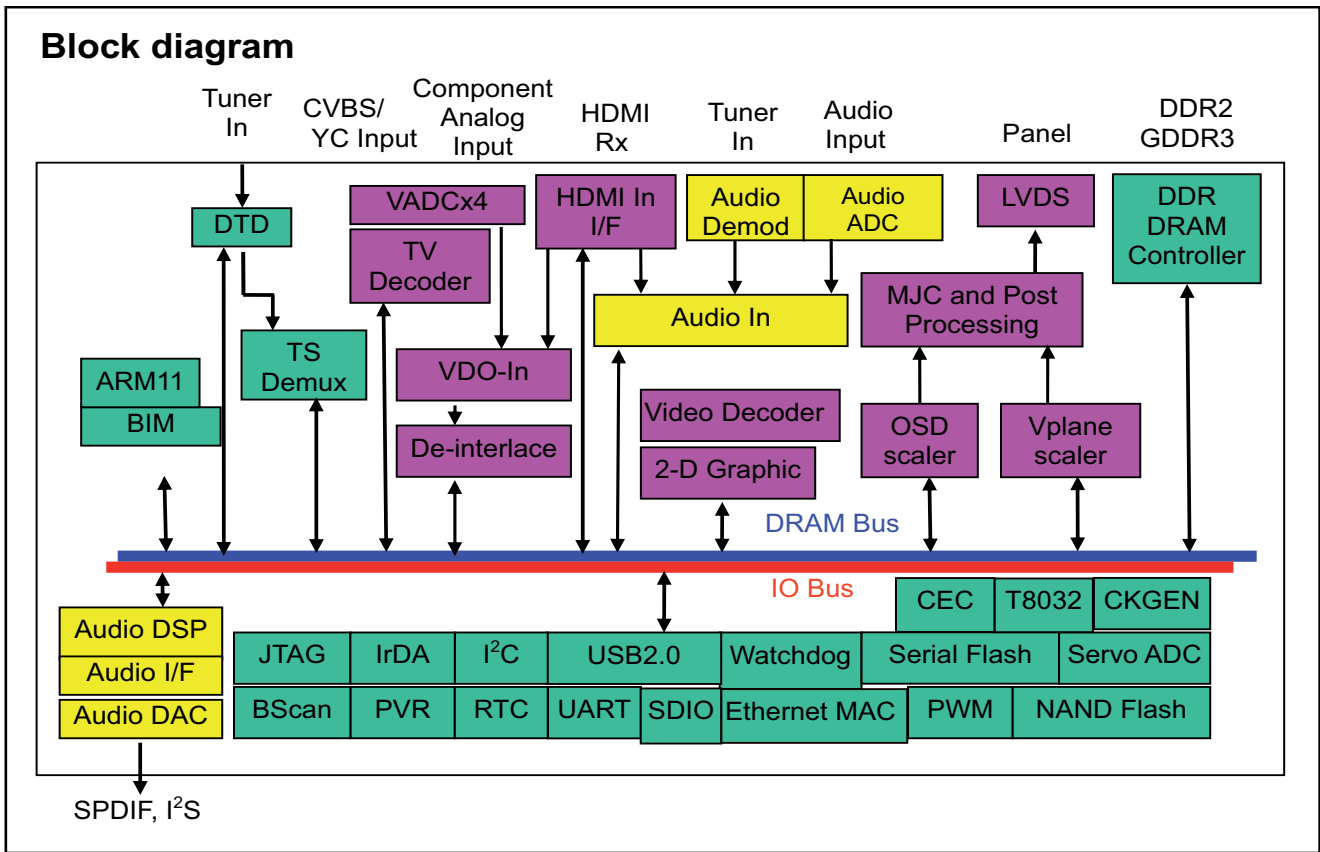 Block diagram
Tuner
In
CVBS/
YC Input
Component
Analog
Input
HDMI
Rx
Tuner
In
Audio
Input
Panel
DDR2
GDDR3
DTD
VADCx4
TV
Decoder
HDMI In
I/F
Audio
Demod
Audio
ADC
LVDS
DDR
DRAM
Controller
Audio In
MJC and Post
Processing
ARM11
BIM
TS
Demux
VDO-In
De-interlace
Video Decoder
2-D Graphic
OSD
scaler
Vplane
scaler
DRAM Bus
IO Bus
Audio DSP
Audio I/F
Audio DAC
CEC
T8032
CKGEN
JTAG
IrDA
I²C
USB2.0
Watchdog
Serial Flash
Servo ADC
BScan
PVR
RTC
UART
SDIO
Ethernet MAC
PWM
NAND Flash
SPDIF, I²S